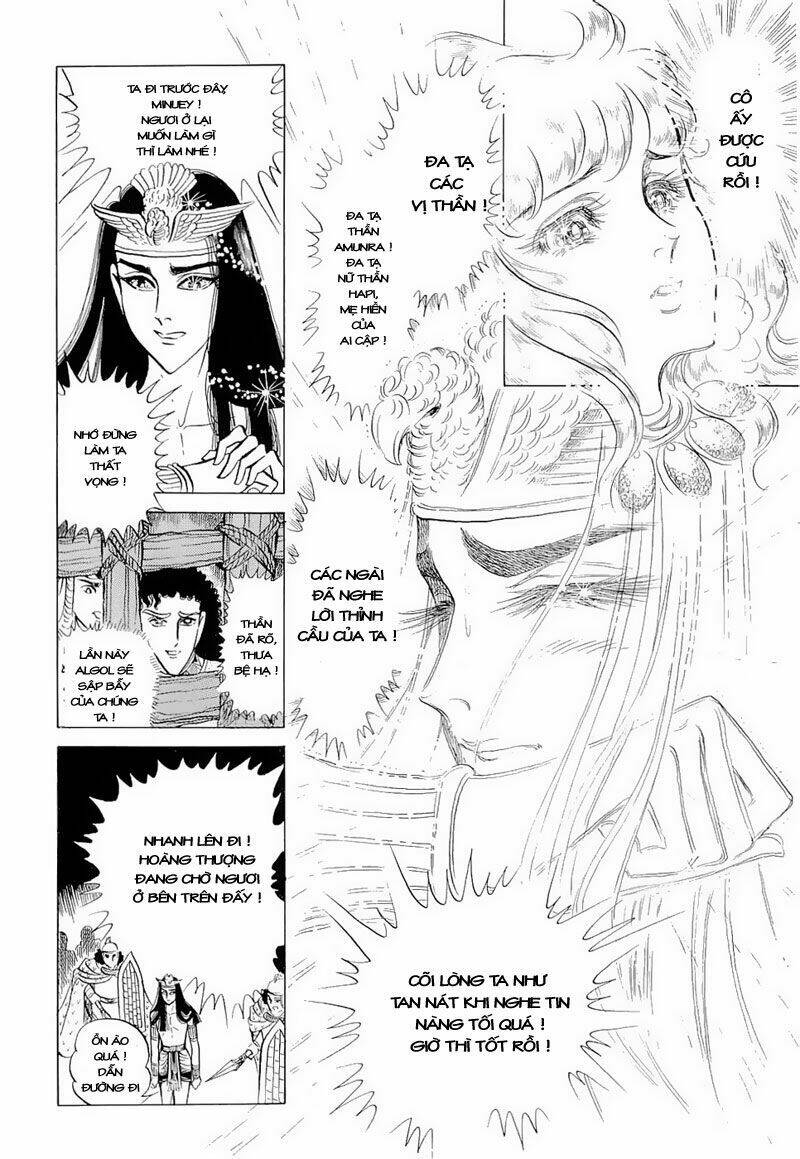 CÔ
ẤY
ĐƯỢC
CỨU
RỒI !
ĐA TẠ
CÁC
VỊ THẦN !
ĐA TẠ
THẦN
AMUNRA !
ĐA TẠ
NỮ THẦN
HAPI,
MẸ HIỀN
CỦA
AI CẬP !
CÁC NGÀI
ĐÃ NGHE
LỜI THỈNH
CẦU CỦA TA !
CÕI LÒNG TA NHƯ
TAN NÁT KHI NGHE TIN
NÀNG TỐI QUÁ !
GIỜ THÌ TỐT RỒI !
TA ĐI TRƯỚC ĐÂY,
MINUEY !
NGƯƠI Ở LẠI
MUỐN LÀM GÌ
THÌ LÀM NHÉ !
NHỚ ĐỪNG
LÀM TA
THẤT
VỌNG !
THẦN
ĐÃ RÕ,
THƯA
BỆ HẠ !
LẦN NÀY
ALGOL SẼ
SẬP BẪY
CỦA CHÚNG
TA !
NHANH LÊN ĐI !
HOÀNG THƯỢNG
ĐANG CHỜ NGƯƠI
Ở BÊN TRÊN ĐẤY !
ỒN ÀO
QUÁ !
DẪN
ĐƯỜNG ĐI